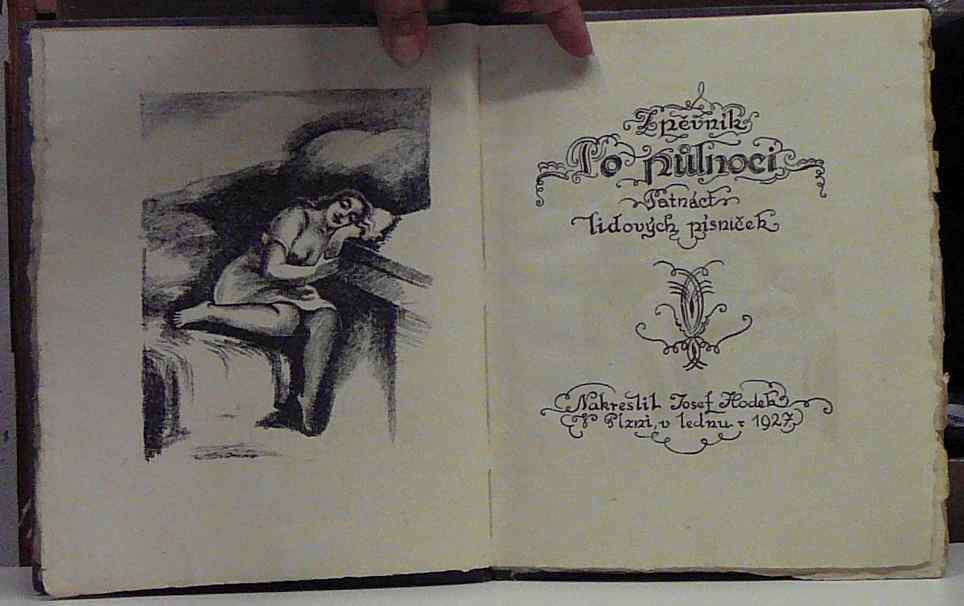 Zpěvník
Po půlnoci
Patnáct
lidových písniček
Nakreslil Josef Hodek
V Plzni, v lednu r 1927